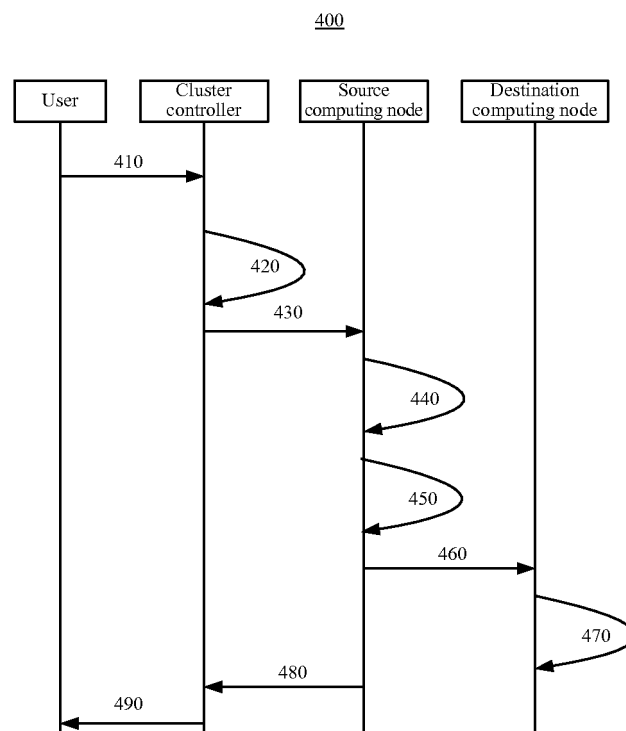 400
User
Cluster
controller
Source
computing node
Destination
computing node
410
420
430
440
450
460
470
480
490